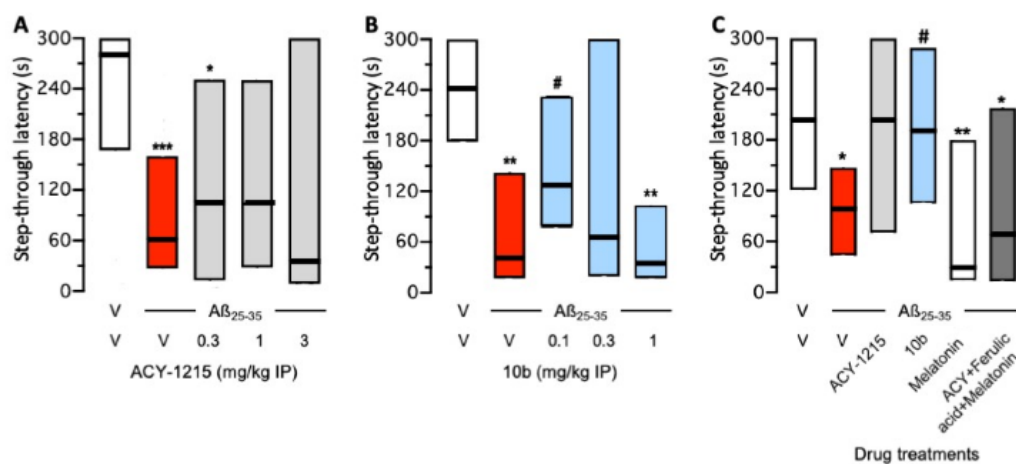 A
Step-through latency (s)
300
240
180
120
60
0
***
*
V
Aß25-35
V
V
0.3
1
3
ACY-1215 (mg/kg IP)
B
Step-through latency (s)
300
240
180
120
60
0
**
#
**
V
Aß25-35
V
V
0.1
0.3
1
10b (mg/kg IP)
C
Step-through latency (s)
300
240
180
120
60
0
*
#
**
*
V
Aß25-35
V
V
ACY-1215
10b
Melatonin
ACY+Ferulic
acid+Melatonin
Drug treatments